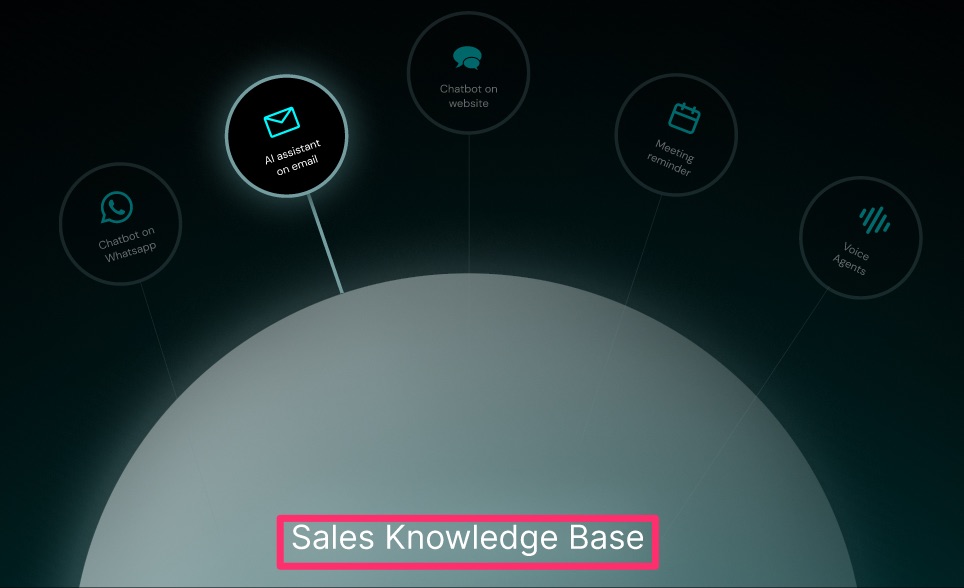 Chatbot on
website
AI assistant
on email
Meeting
reminder
Chatbot on
Whatsapp
Voice
Agents
Sales Knowledge Base